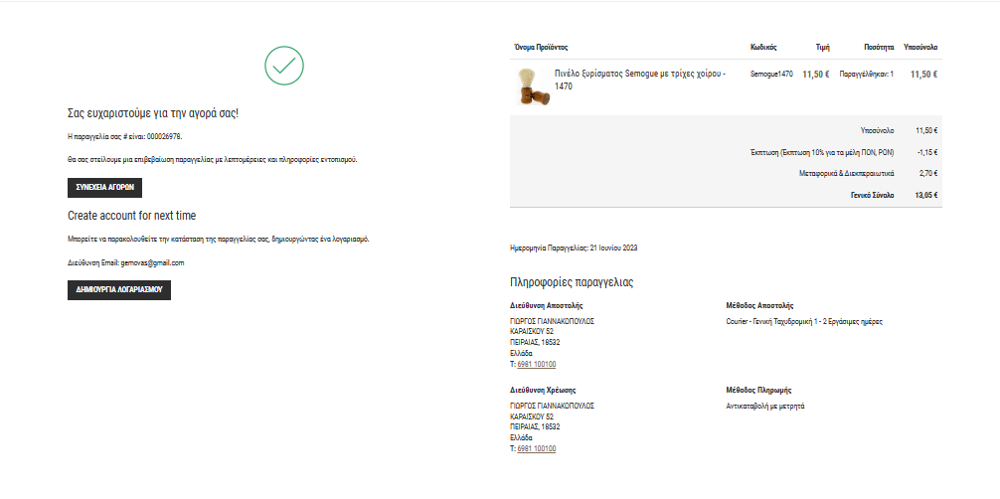 Σας ευχαριστούμε για την αγορά σας!
Η παραγγελία σας # είναι: 000026978.
Θα σας στείλουμε μια επιβεβαίωση παραγγελίας με λεπτομέρειες και πληροφορίες εντοπισμού.
ΣΥΝΕΧΕΙΑ ΑΓΟΡΩΝ
Create account for next time
Μπορείτε να παρακολουθείτε την κατάσταση της παραγγελίας σας, δημιουργώντας ένα λογαριασμό.
Διεύθυνση Email: gemovas@gmail.com
ΔΗΜΙΟΥΡΓΙΑ ΛΟΓΑΡΙΑΣΜΟΥ
Όνομα Προϊόντος Κωδικός Τιμή Ποσότητα Υποσύνολο
Πινέλο ξυρίσματος Semogue με τρίχες χοίρου - Semogue1470 11,50 € Παραγγέλθηκαν: 1 11,50 €
1470
Υποσύνολο 11,50 €
Έκπτωση (Έκπτωση 10% για τα μέλη ΠΟΝ, PON) -1,15 €
Μεταφορικά & Διεκπεραιωτικά 2,70 €
Γενικό Σύνολο 13,05 €
Ημερομηνία Παραγγελίας: 21 Ιουνίου 2023
Πληροφορίες παραγγελιας
Διεύθυνση Αποστολής
ΓΙΩΡΓΟΣ ΓΙΑΝΝΑΚΟΠΟΥΛΟΣ
ΚΑΡΑΙΣΚΟΥ 52
ΠΕΙΡΑΙΑΣ, 18532
Ελλάδα
T: 6981 100100
Μέθοδος Αποστολής
Courier - Γενική Ταχυδρομική 1 - 2 Εργάσιμες ημέρες
Διεύθυνση Χρέωσης
ΓΙΩΡΓΟΣ ΓΙΑΝΝΑΚΟΠΟΥΛΟΣ
ΚΑΡΑΙΣΚΟΥ 52
ΠΕΙΡΑΙΑΣ, 18532
Ελλάδα
T: 6981 100100
Μέθοδος Πληρωμής
Αντικαταβολή με μετρητά